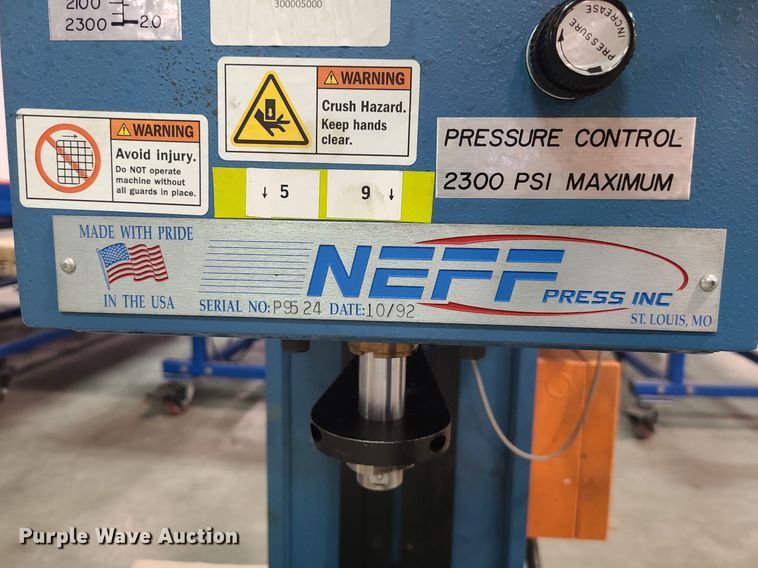 2100
2300 2.0
300005000
PRESSURE
INCREASE
WARNING
Crush Hazard.
Keep hands
clear.
WARNING
Avoid injury.
Do NOT operate
machine without
all guards in place.
PRESSURE CONTROL
2300 PSI MAXIMUM
↓ 5
9 ↓
MADE WITH PRIDE
IN THE USA
NEFF
PRESS INC
SERIAL NO: P9524 DATE: 10/92
ST. LOUIS, MO
Purple Wave Auction